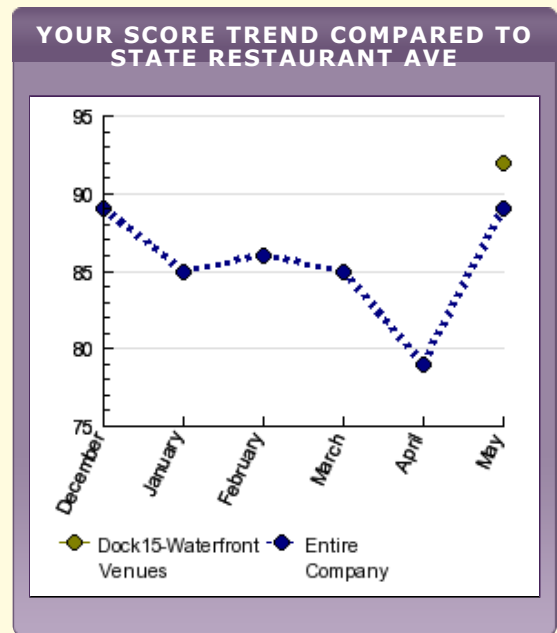 YOUR SCORE TREND COMPARED TO
STATE RESTAURANT AVE
95
90
85
80
75
December
January
February
March
April
May
Dock15-Waterfront
Venues
Entire
Company